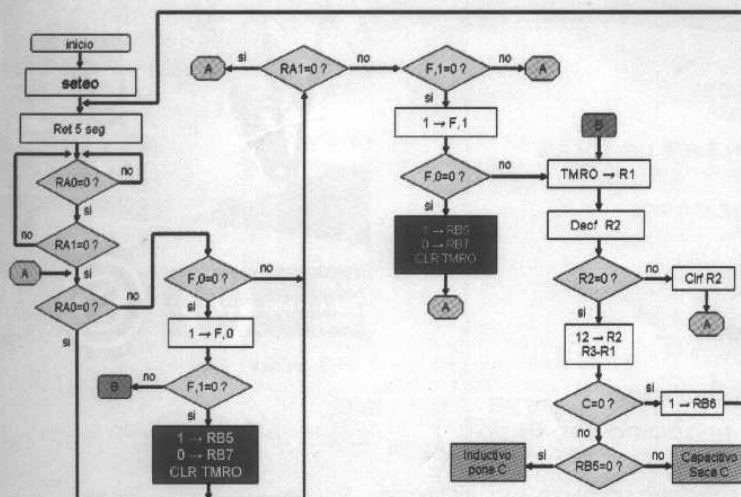 inicio
seteo
Ret 5 seg
RA0=0 ?
no
si
no
RA1=0 ?
si
A
RA0=0 ?
no
si
F,0=0 ?
no
si
1 → F,0
F,1=0 ?
no
B
si
1 → RB5
0 → RB7
CLR TMRO
A
si
RA1=0 ?
no
F,1=0 ?
no
A
si
1 → F,1
F,0=0 ?
no
si
1 → RB5
0 → RB7
CLR TMRO
A
B
TMRO → R1
Decf R2
R2=0 ?
no
Clrf R2
A
si
12 → R2
R3-R1
C=0 ?
si
1 → RB6
no
RB5=0 ?
si
Inductivo
pone C
no
Capacitivo
Saca C